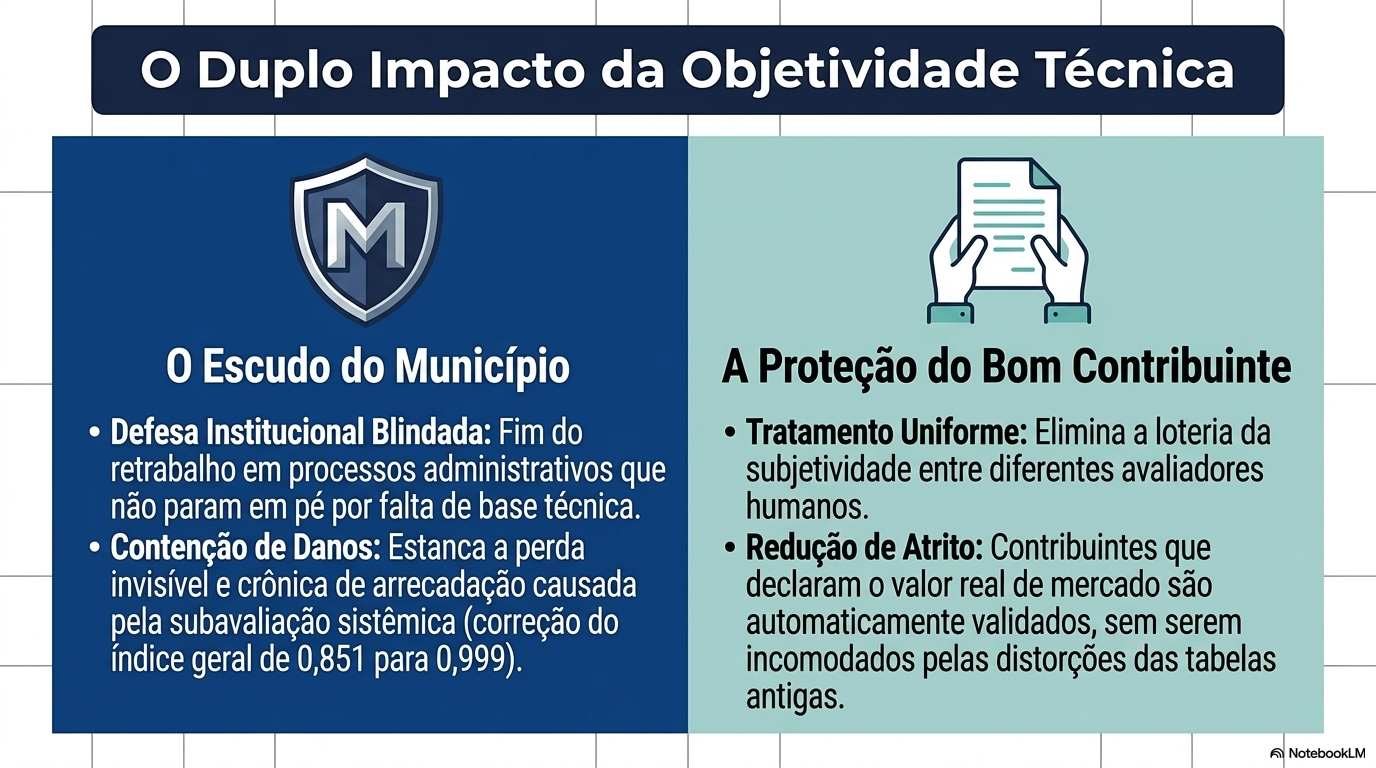 O Duplo Impacto da Objetividade Técnica
M
O Escudo do Município
• Defesa Institucional Blindada: Fim do
retrabalho em processos administrativos que
não param em pé por falta de base técnica.
• Contenção de Danos: Estanca a perda
invisível e crônica de arrecadação causada
pela subavaliação sistêmica (correção do
índice geral de 0,851 para 0,999).
A Proteção do Bom Contribuinte
• Tratamento Uniforme: Elimina a loteria da
subjetividade entre diferentes avaliadores
humanos.
• Redução de Atrito: Contribuintes que
declaram o valor real de mercado são
automaticamente validados, sem serem
incomodados pelas distorções das tabelas
antigas.
NotebookLM